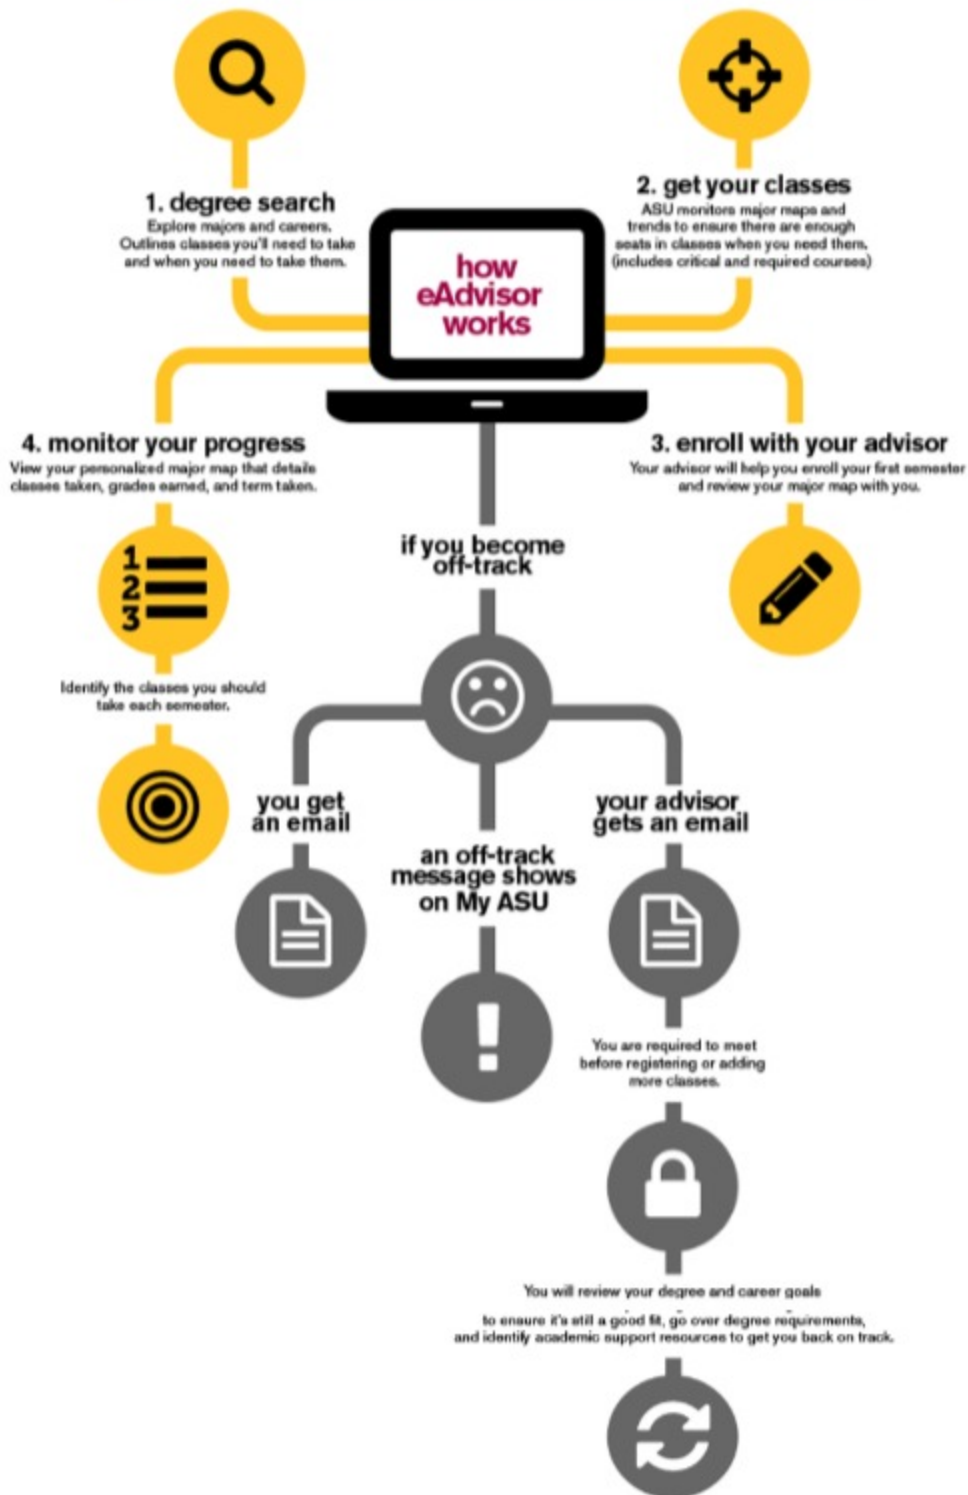 1. degree search
Explore majors and careers.
Outlines classes you'll need to take
and when you need to take them.
2. get your classes
ASU monitors major maps and
trends to ensure there are enough
seats in classes when you need them.
(includes critical and required courses)
how
eAdvisor
works
3. enroll with your advisor
Your advisor will help you enroll your first semester
and review your major map with you.
4. monitor your progress
View your personalized major map that details
classes taken, grades earned, and term taken.
1
2
3
Identify the classes you should
take each semester.
if you become
off-track
you get
an email
an off-track
message shows
on My ASU
!
your advisor
gets an email
You are required to meet
before registering or adding
more classes.
You will review your degree and career goals
to ensure it's still a good fit, go over degree requirements,
and identify academic support resources to get you back on track.